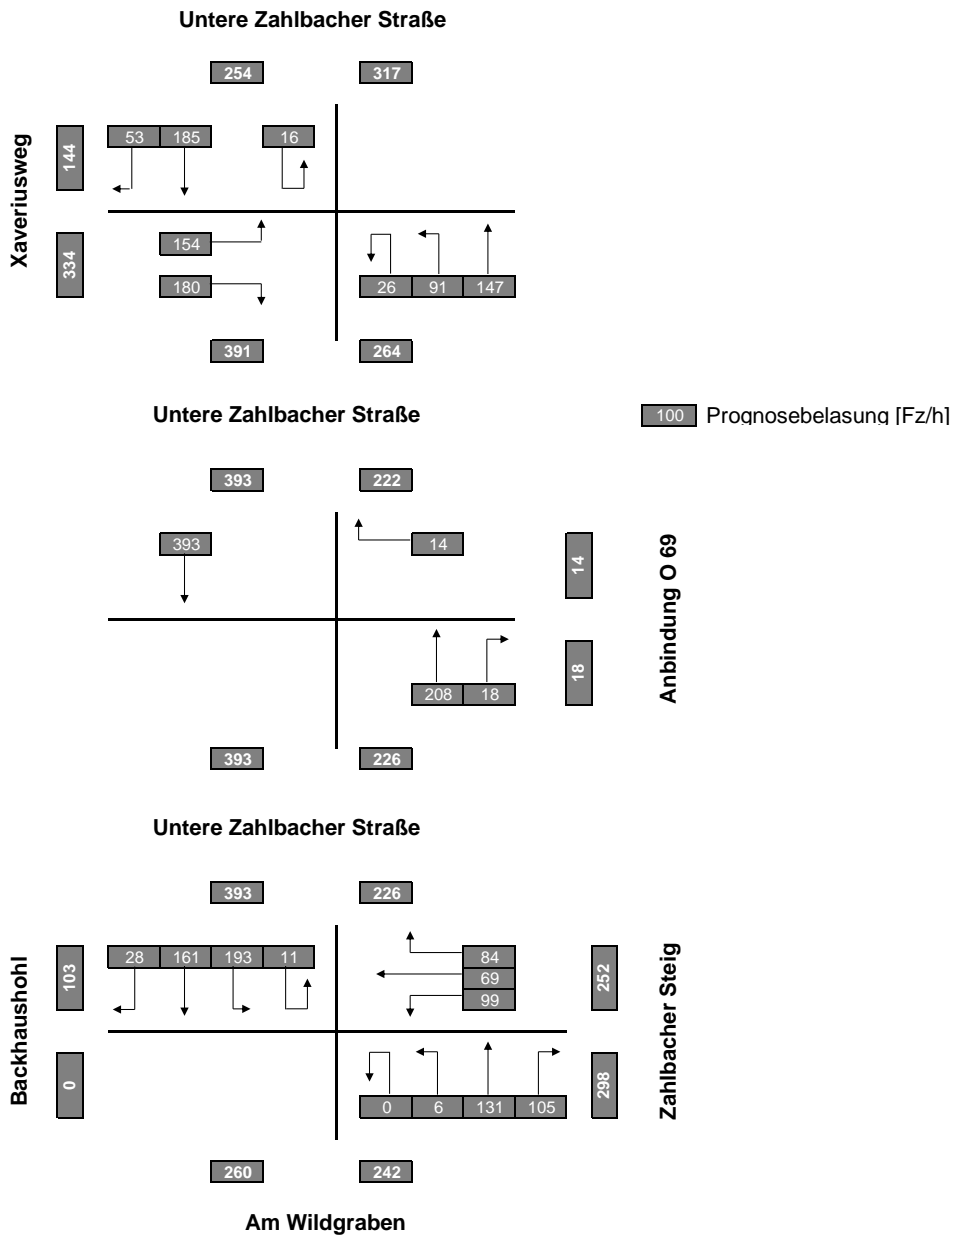 Untere Zahlbacher Straße
254 317
Xaveriusweg
144
53 185 16
334
154
180
26 91 147
391 264
Untere Zahlbacher Straße
100 Prognosebelasung [Fz/h]
393 222
393 14
14
Anbindung O 69
18
208 18
393 226
Untere Zahlbacher Straße
393 226
Backhaushohl
103
28 161 193 11
84
69
99
252
Zahlbacher Steig
0
0 6 131 105
298
260 242
Am Wildgraben